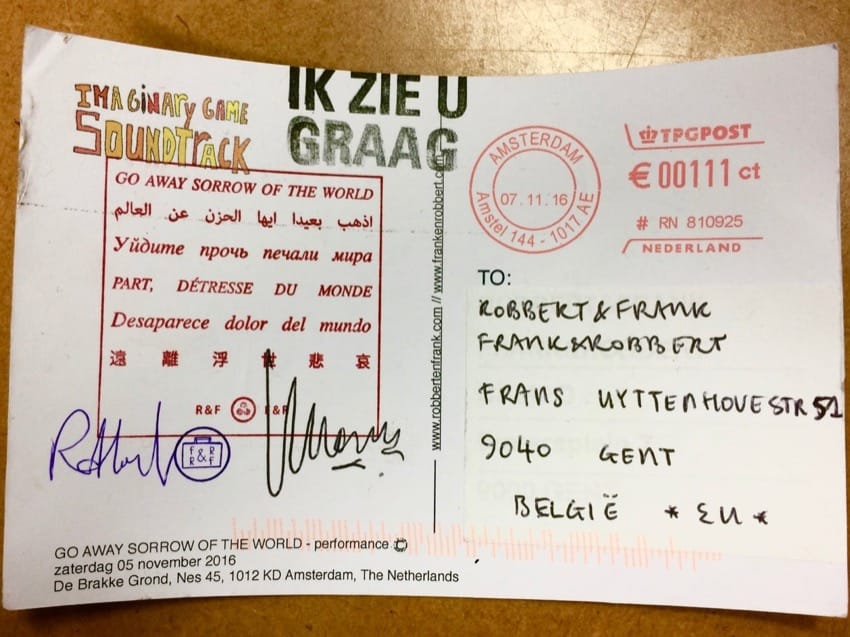 IMAGINARY GAME
SOUNDTRACK
IK ZIE U
GRAAG
GO AWAY SORROW OF THE WORLD
اذهب بعيدا ايها الحزن عن العالم
Уйдите прочь печали мира
PART, DÉTRESSE DU MONDE
Desaparece dolor del mundo
遠離浮世悲哀
R&F R&F
F&R
R&F
GO AWAY SORROW OF THE WORLD - performance
zaterdag 05 november 2016
De Brakke Grond, Nes 45, 1012 KD Amsterdam, The Netherlands
www.robbertenfrank.com // www.frankenrobbert.com
AMSTERDAM
07.11.16
Amstel 144 - 1017 AE
TPGPOST
€ 00111 ct
# RN 810925
NEDERLAND
TO:
ROBBERT & FRANK
FRANK & ROBBERT
FRANS UYTTENHOVESTR 51
9040 GENT
BELGIË * EU *